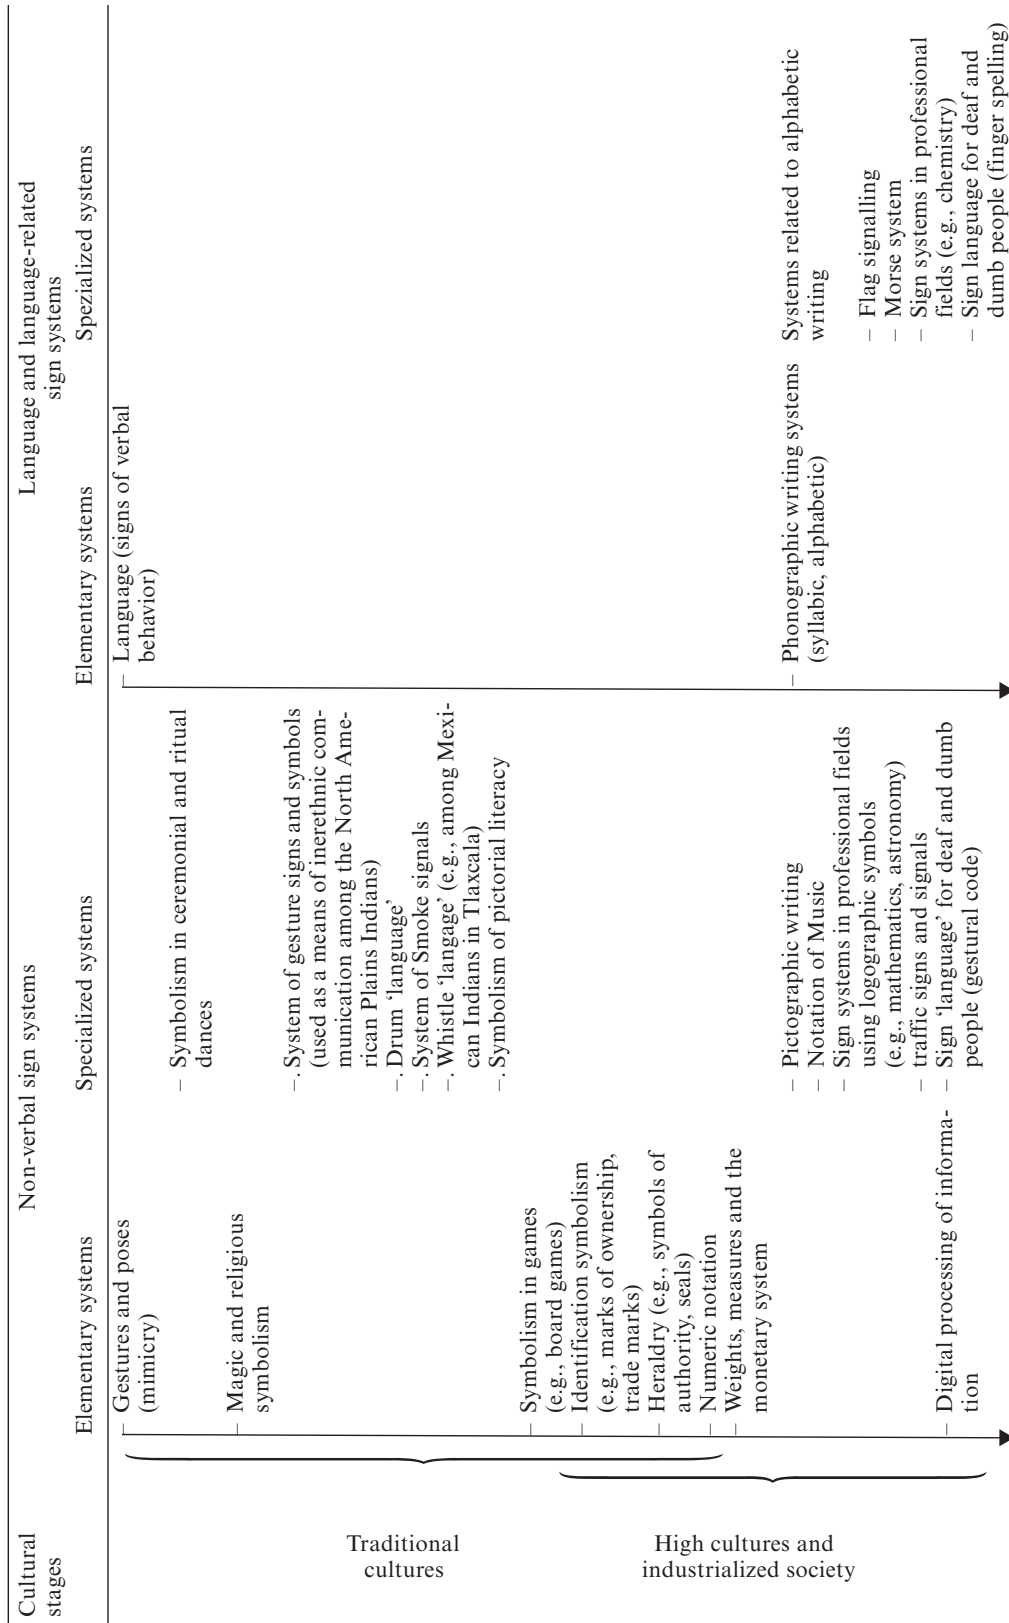 Cultural
stages
Non-verbal sign systems
Language and language-related
sign systems
Elementary systems
Specialized systems
Elementary systems
Spezialized systems
Traditional
cultures
High cultures and
industrialized society
– Gestures and poses
(mimicry)
– Magic and religious
symbolism
– Symbolism in games
(e.g., board games)
– Identification symbolism
(e.g., marks of ownership,
trade marks)
– Heraldry (e.g., symbols of
authority, seals)
– Numeric notation
– Weights, measures and the
monetary system
– Digital processing of informa-
tion
– Symbolism in ceremonial and ritual
dances
–. System of gesture signs and symbols
(used as a means of inerethnic com-
munication among the North Ame-
rican Plains Indians)
–. Drum ‘language’
–. System of Smoke signals
–. Whistle ‘langage’ (e.g., among Mexi-
can Indians in Tlaxcala)
–. Symbolism of pictorial literacy
– Pictographic writing
– Notation of Music
– Sign systems in professional fields
using logographic symbols
(e.g., mathematics, astronomy)
– traffic signs and signals
– Sign ‘language’ for deaf and dumb
people (gestural code)
– Language (signs of verbal
behavior)
– Phonographic writing systems
(syllabic, alphabetic)
Systems related to alphabetic
writing
– Flag signalling
– Morse system
– Sign systems in professional
fields (e.g., chemistry)
– Sign language for deaf and
dumb people (finger spelling)